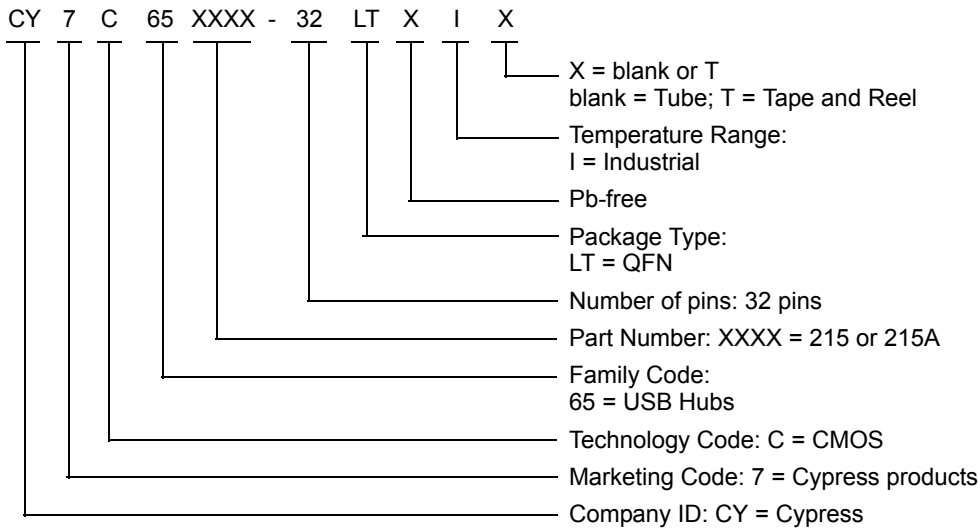 CY 7 C 65 XXXX - 32 LT X I X
X = blank or T
blank = Tube; T = Tape and Reel
Temperature Range:
I = Industrial
Pb-free
Package Type:
LT = QFN
Number of pins: 32 pins
Part Number: XXXX = 215 or 215A
Family Code:
65 = USB Hubs
Technology Code: C = CMOS
Marketing Code: 7 = Cypress products
Company ID: CY = Cypress